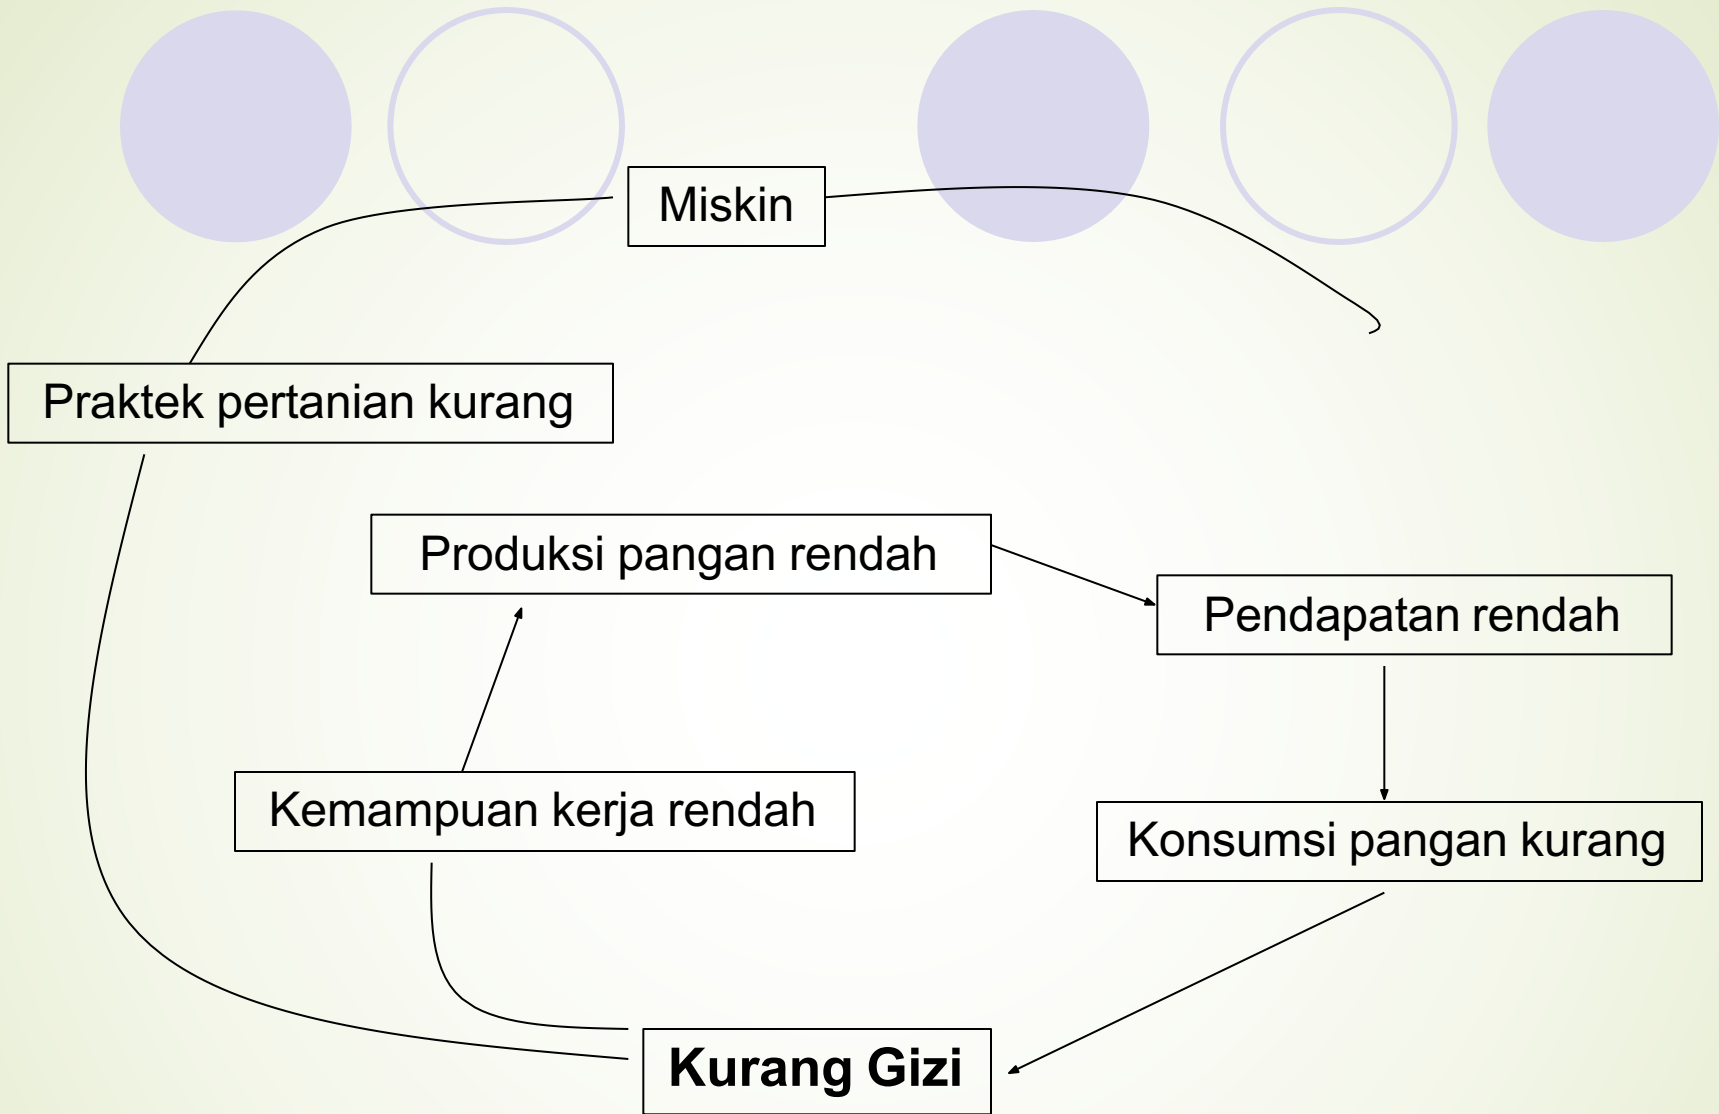 Miskin
Praktek pertanian kurang
Produksi pangan rendah
Pendapatan rendah
Kemampuan kerja rendah
Konsumsi pangan kurang
Kurang Gizi